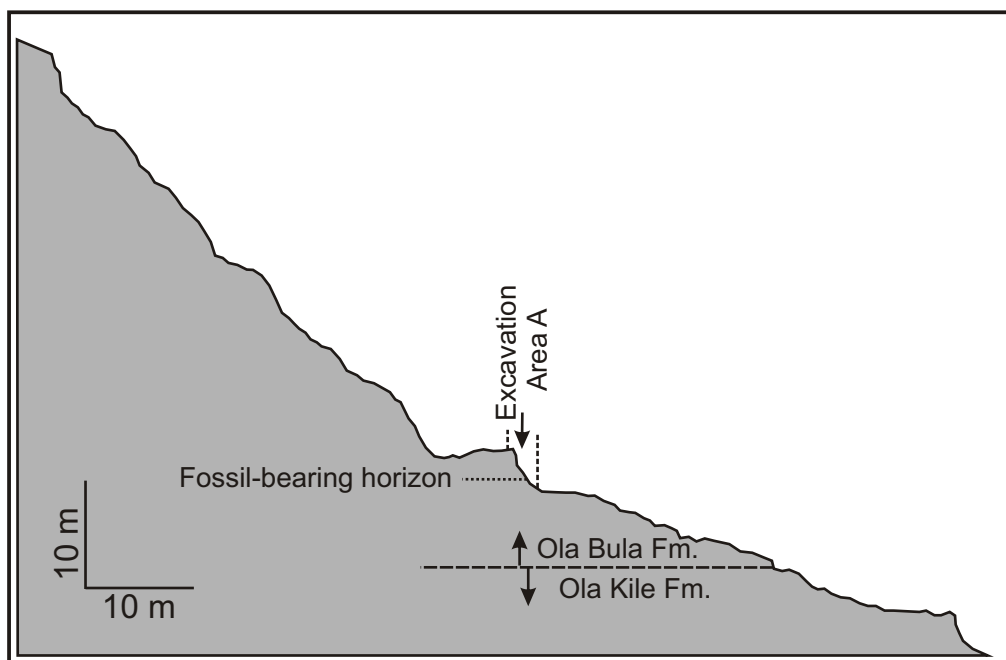 Excavation
Area A
Fossil-bearing horizon
Ola Bula Fm.
Ola Kile Fm.
10 m
10 m